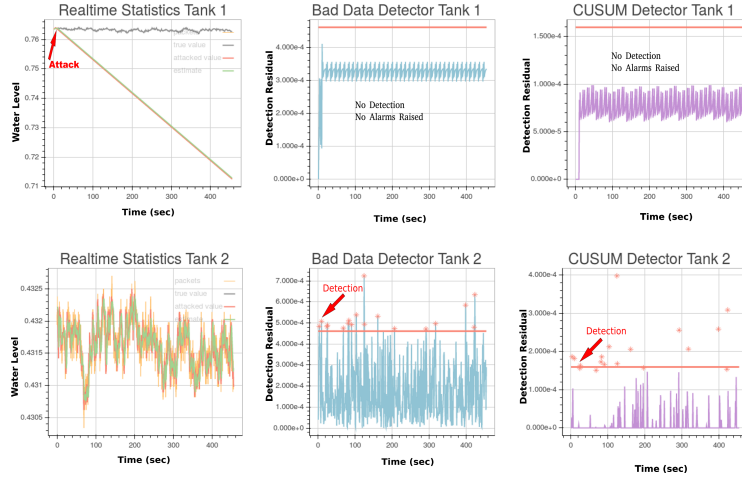 Realtime Statistics Tank 1
Bad Data Detector Tank 1
CUSUM Detector Tank 1
0.76
0.75
0.74
0.73
0.72
0.71
Water Level
Attack
true value
attacked value
estimate
0 100 200 300 400
Time (sec)
4.000e-4
3.000e-4
2.000e-4
1.000e-4
0.000e+0
Detection Residual
No Detection
No Alarms Raised
0 100 200 300 400
Time (sec)
1.500e-4
1.000e-4
5.000e-5
0.000e+0
Detection Residual
No Detection
No Alarms Raised
0 100 200 300 400
Time (sec)
Realtime Statistics Tank 2
Bad Data Detector Tank 2
CUSUM Detector Tank 2
0.4325
0.432
0.4315
0.431
0.4305
Water Level
packets
true value
attacked value
0 100 200 300 400
Time (sec)
7.000e-4
6.000e-4
5.000e-4
4.000e-4
3.000e-4
2.000e-4
1.000e-4
0.000e+0
Detection Residual
Detection
0 100 200 300 400
Time (sec)
4.000e-4
3.000e-4
2.000e-4
1.000e-4
0.000e+0
Detection Residual
Detection
0 100 200 300 400
Time (sec)